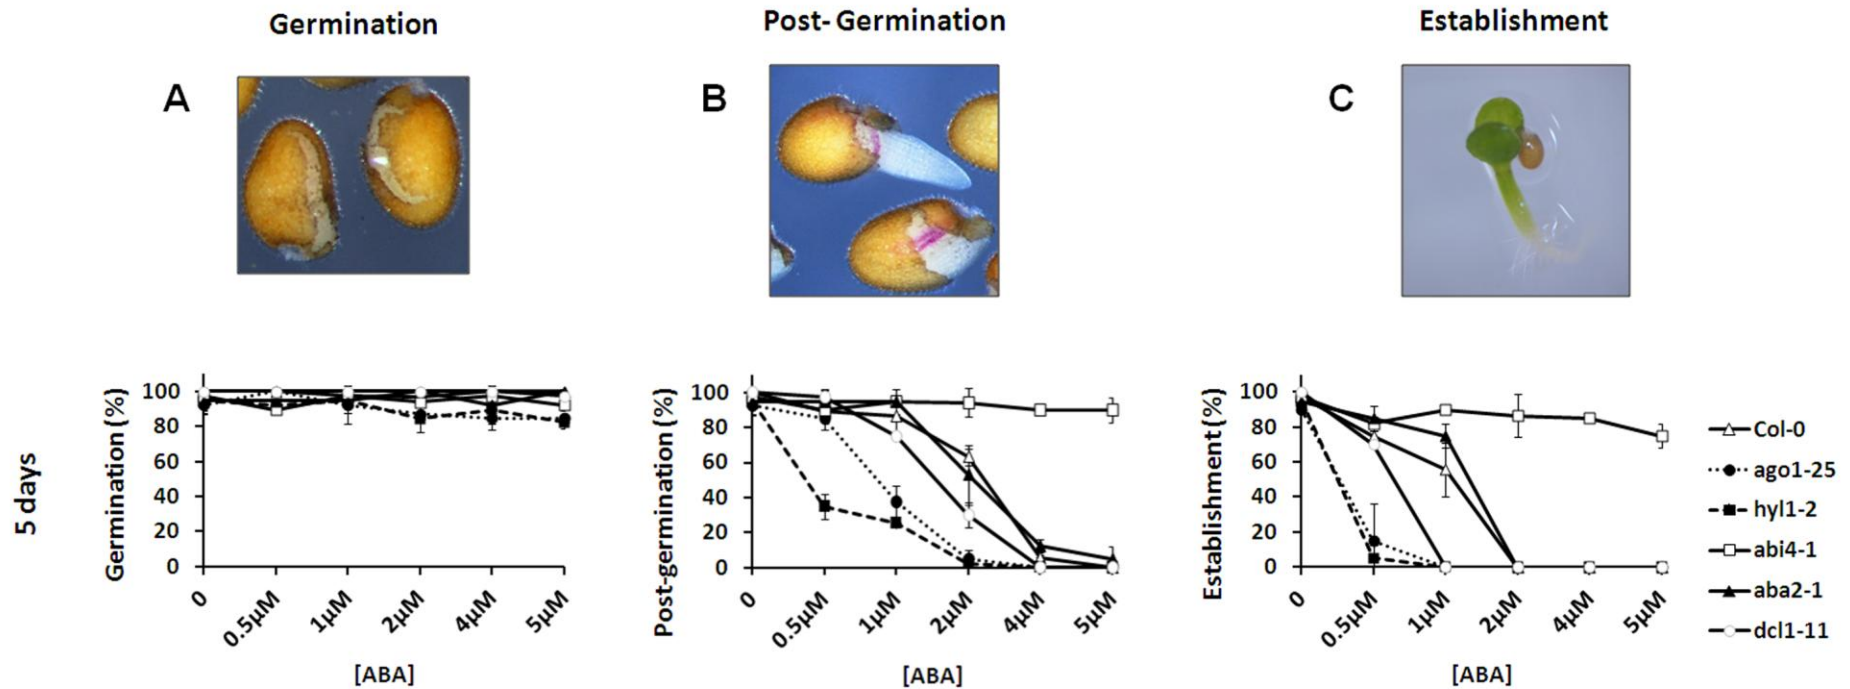 Germination
Post- Germination
Establishment
A
B
C
5 days
Germination (%)
100
80
60
40
20
0
0
0.5µM
1µM
2µM
4µM
5µM
[ABA]
Post-germination (%)
100
80
60
40
20
0
0
0.5µM
1µM
2µM
4µM
5µM
[ABA]
Establishment (%)
100
80
60
40
20
0
0
0.5µM
1µM
2µM
4µM
5µM
[ABA]
Col-0
ago1-25
hyl1-2
abi4-1
aba2-1
dcl1-11